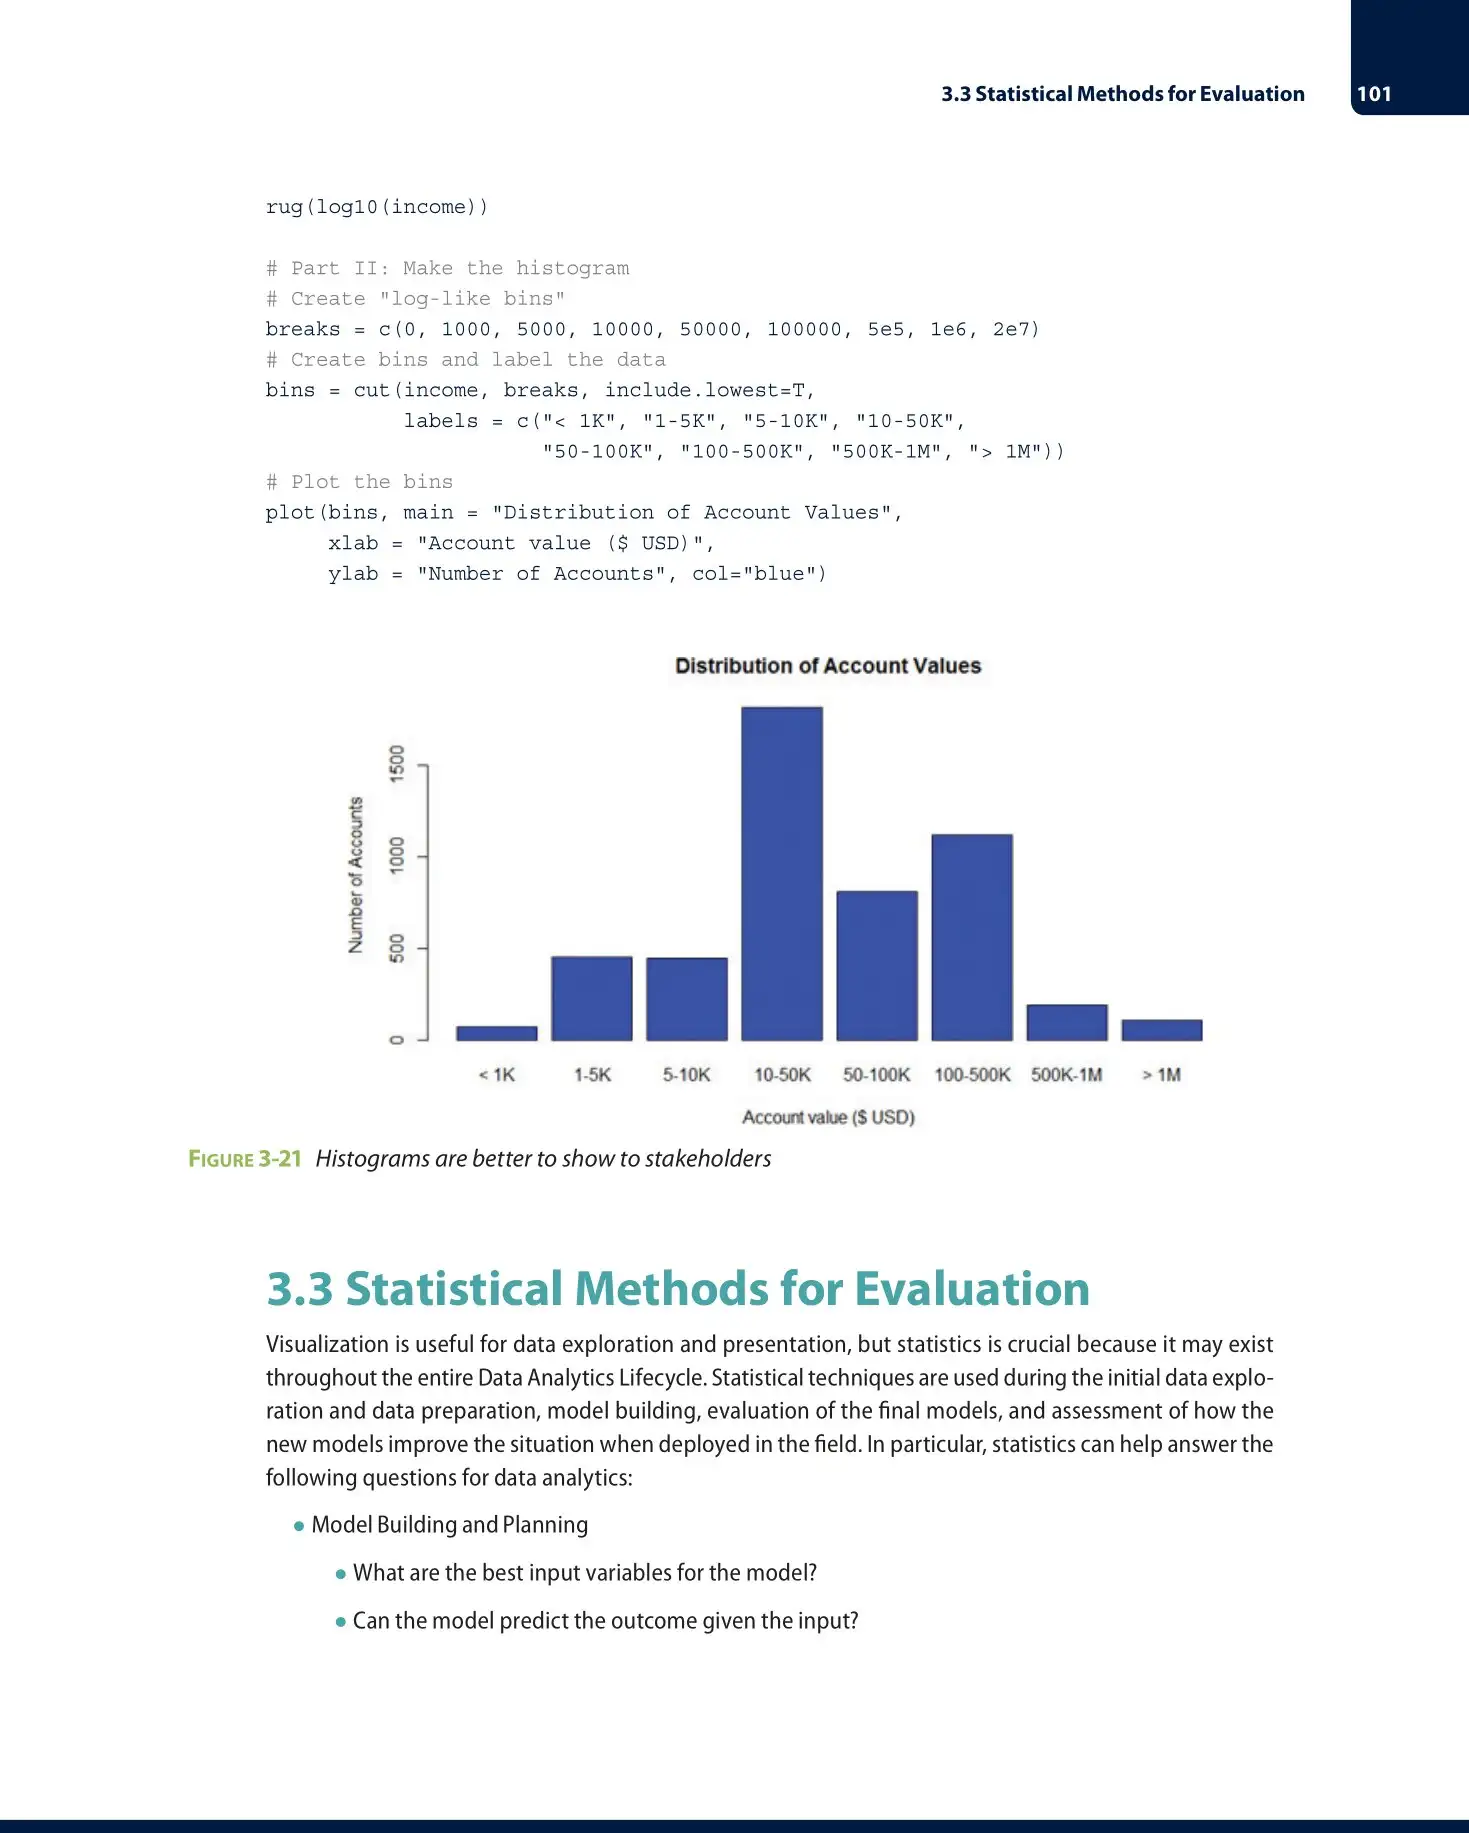 3.3 Statistical Methods for Evaluation 101
rug(log10(income))
# Part II: Make the histogram
# Create "log-like bins"
breaks = c(0, 1000, 5000, 10000, 50000, 100000, 5e5, 1e6, 2e7)
# Create bins and label the data
bins = cut(income, breaks, include.lowest=T,
labels = c("< 1K", "1-5K", "5-10K", "10-50K",
"50-100K", "100-500K", "500K-1M", "> 1M"))
# Plot the bins
plot(bins, main = "Distribution of Account Values",
xlab = "Account value ($ USD)",
ylab = "Number of Accounts", col="blue")
Distribution of Account Values
Number of Accounts
1500
1000
500
0
< 1K 1-5K 5-10K 10-50K 50-100K 100-500K 500K-1M > 1M
Account value ($ USD)
FIGURE 3-21 Histograms are better to show to stakeholders
3.3 Statistical Methods for Evaluation
Visualization is useful for data exploration and presentation, but statistics is crucial because it may exist
throughout the entire Data Analytics Lifecycle. Statistical techniques are used during the initial data explo-
ration and data preparation, model building, evaluation of the final models, and assessment of how the
new models improve the situation when deployed in the field. In particular, statistics can help answer the
following questions for data analytics:
● Model Building and Planning
● What are the best input variables for the model?
● Can the model predict the outcome given the input?